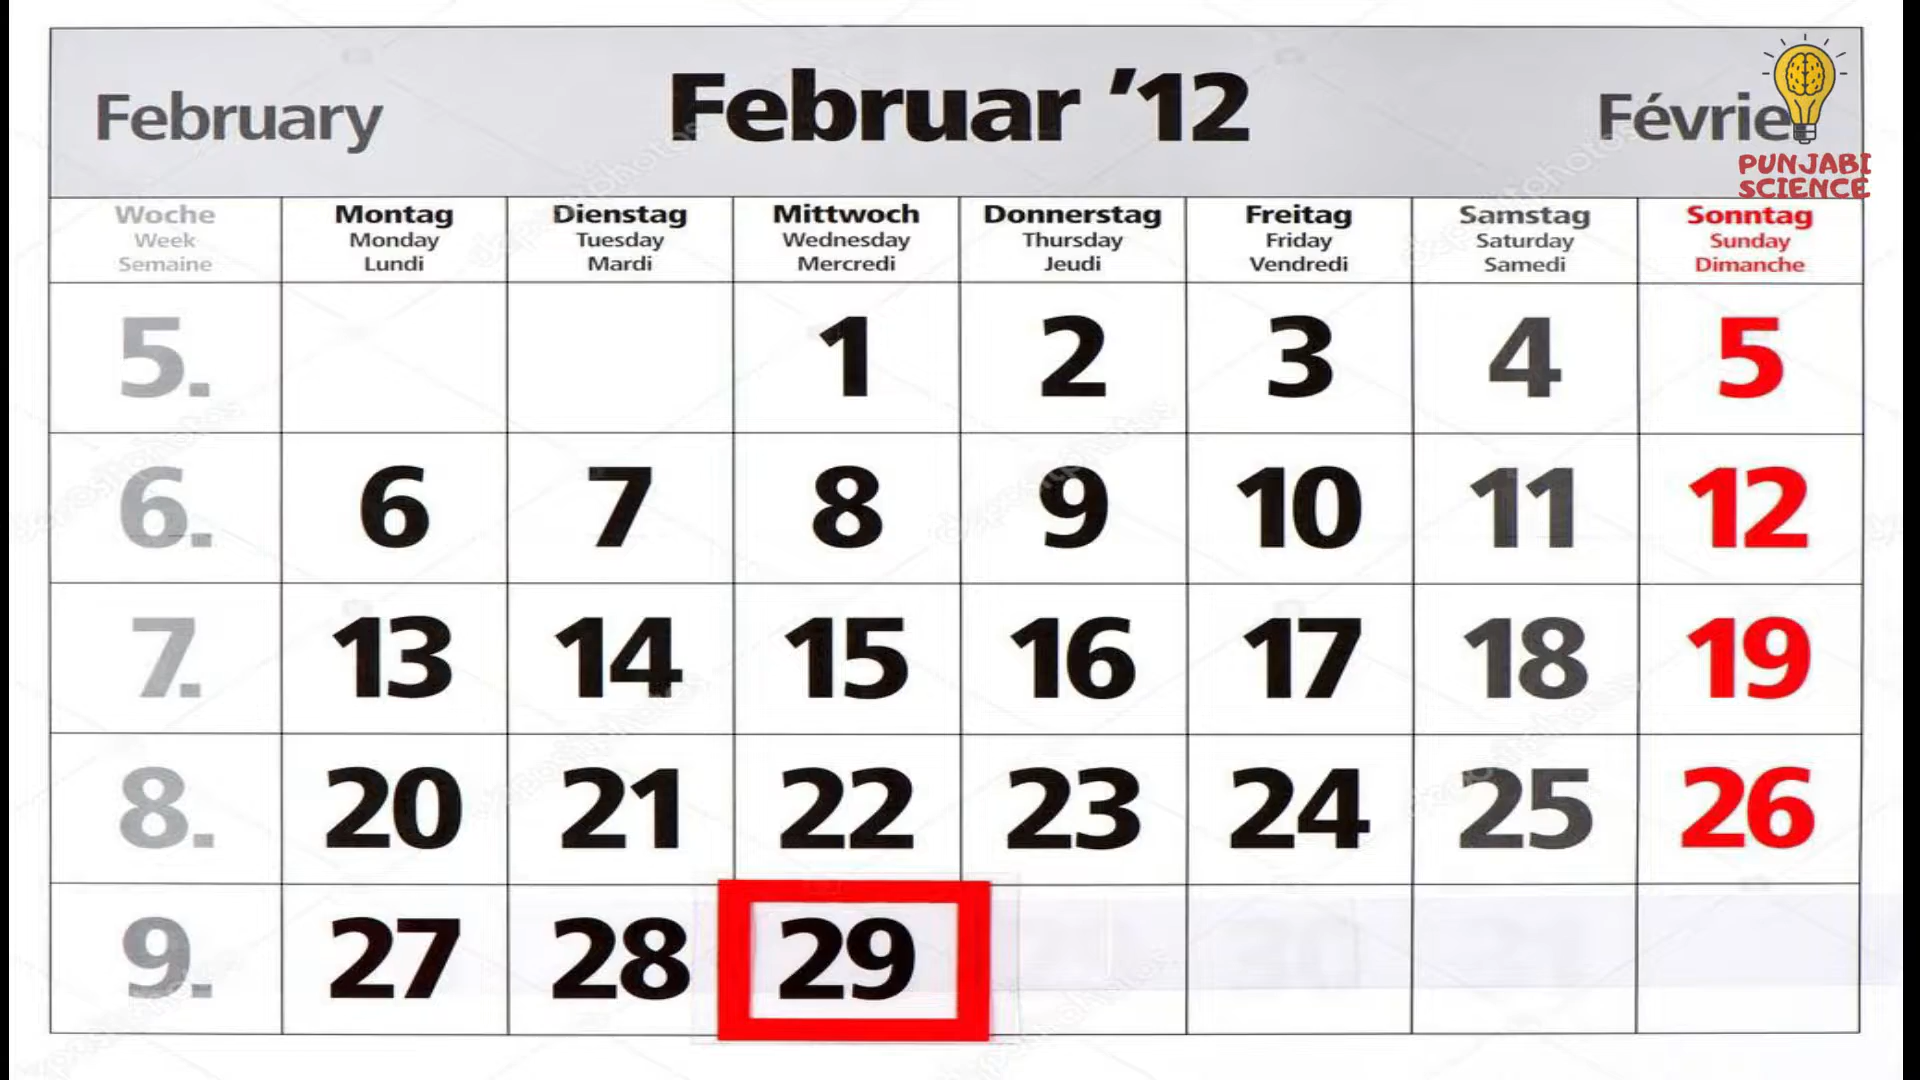 February Februar '12 Févrie
PUNJABI
SCIENCE
Woche Montag Dienstag Mittwoch Donnerstag Freitag Samstag Sonntag
Week Monday Tuesday Wednesday Thursday Friday Saturday Sunday
Semaine Lundi Mardi Mercredi Jeudi Vendredi Samedi Dimanche
5. 1 2 3 4 5
6. 6 7 8 9 10 11 12
7. 13 14 15 16 17 18 19
8. 20 21 22 23 24 25 26
9. 27 28 29